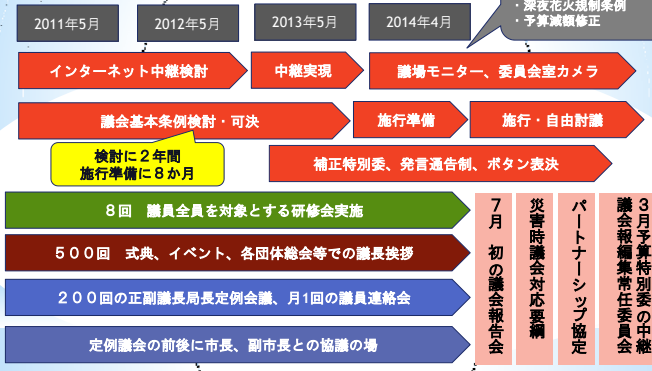 ・深夜花火規制条例
・予算減額修正
2011年5月
2012年5月
2013年5月
2014年4月
インターネット中継検討
中継実現
議場モニター、委員会室カメラ
議会基本条例検討・可決
施行準備
施行・自由討議
検討に２年間
施行準備に８か月
補正特別委、発言通告制、ボタン表決
８回　議員全員を対象とする研修会実施
５００回　式典、イベント、各団体総会等での議長挨拶
２００回の正副議長局長定例会議、月1回の議員連絡会
定例議会の前後に市長、副市長との協議の場
７月　初の議会報告会
災害時議会対応要綱
パートナーシップ協定
３月予算特別委の中継
議会報編集常任委員会